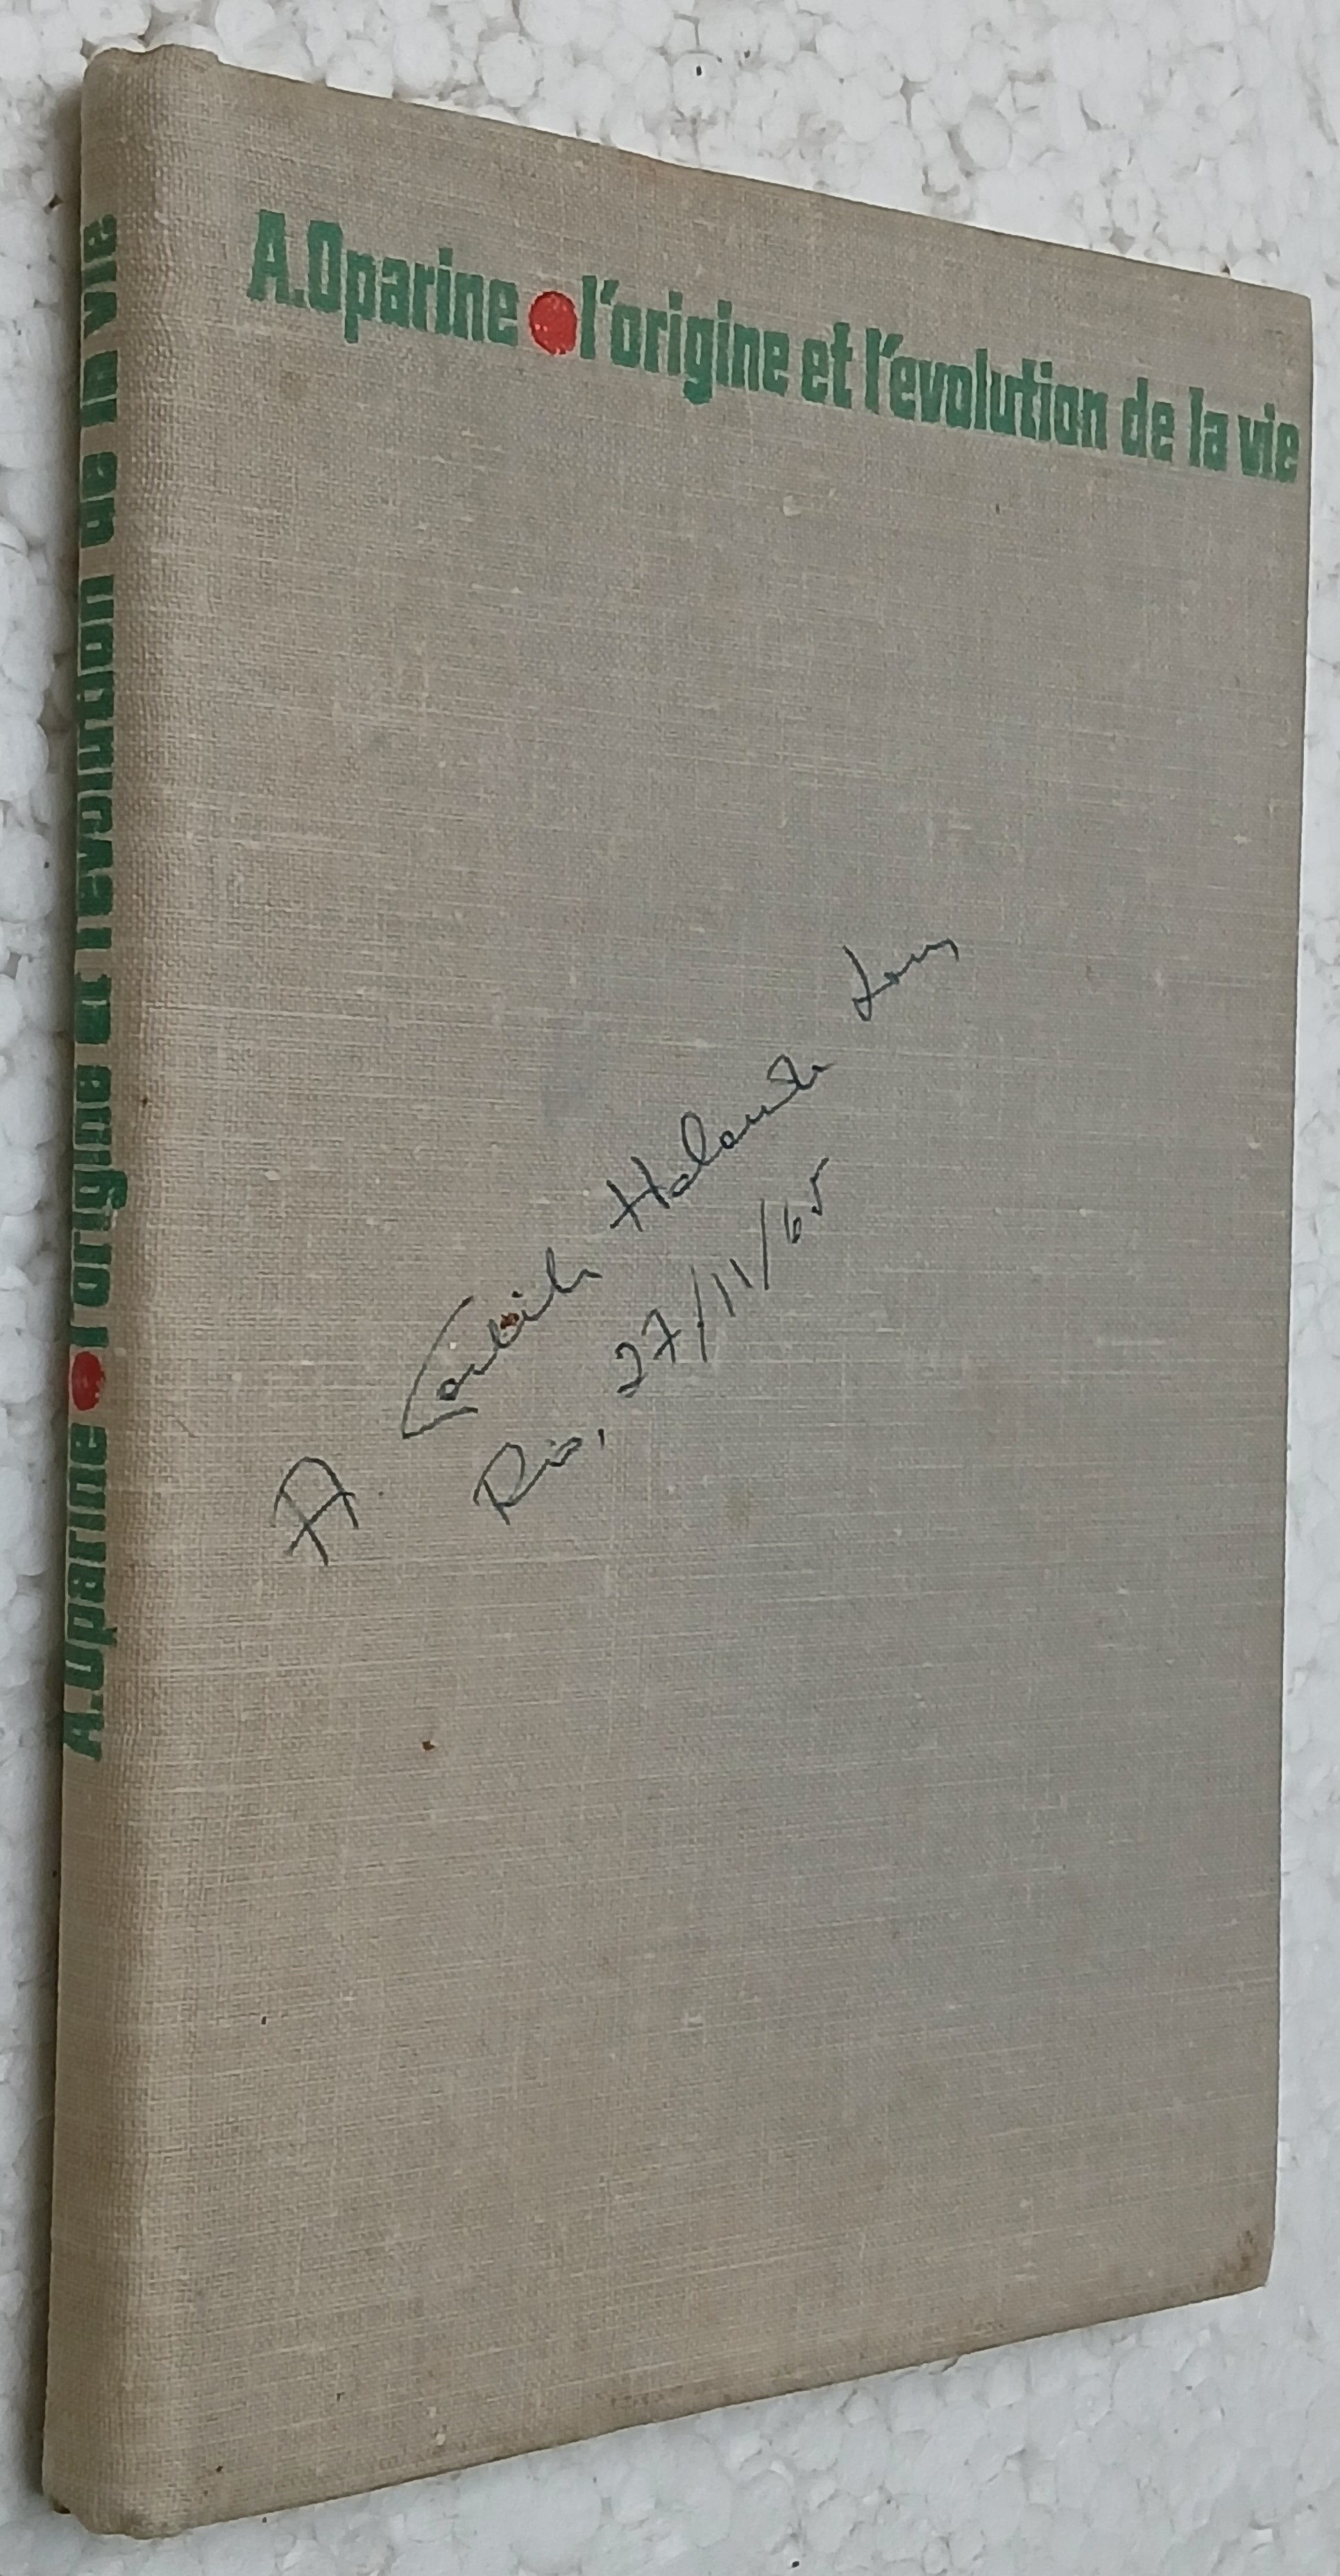 A.Oparine l'origine et l'evolution de la vie
A.Oparine l'origine et l'evolution de la vie
A.
Rio, 27/11/65